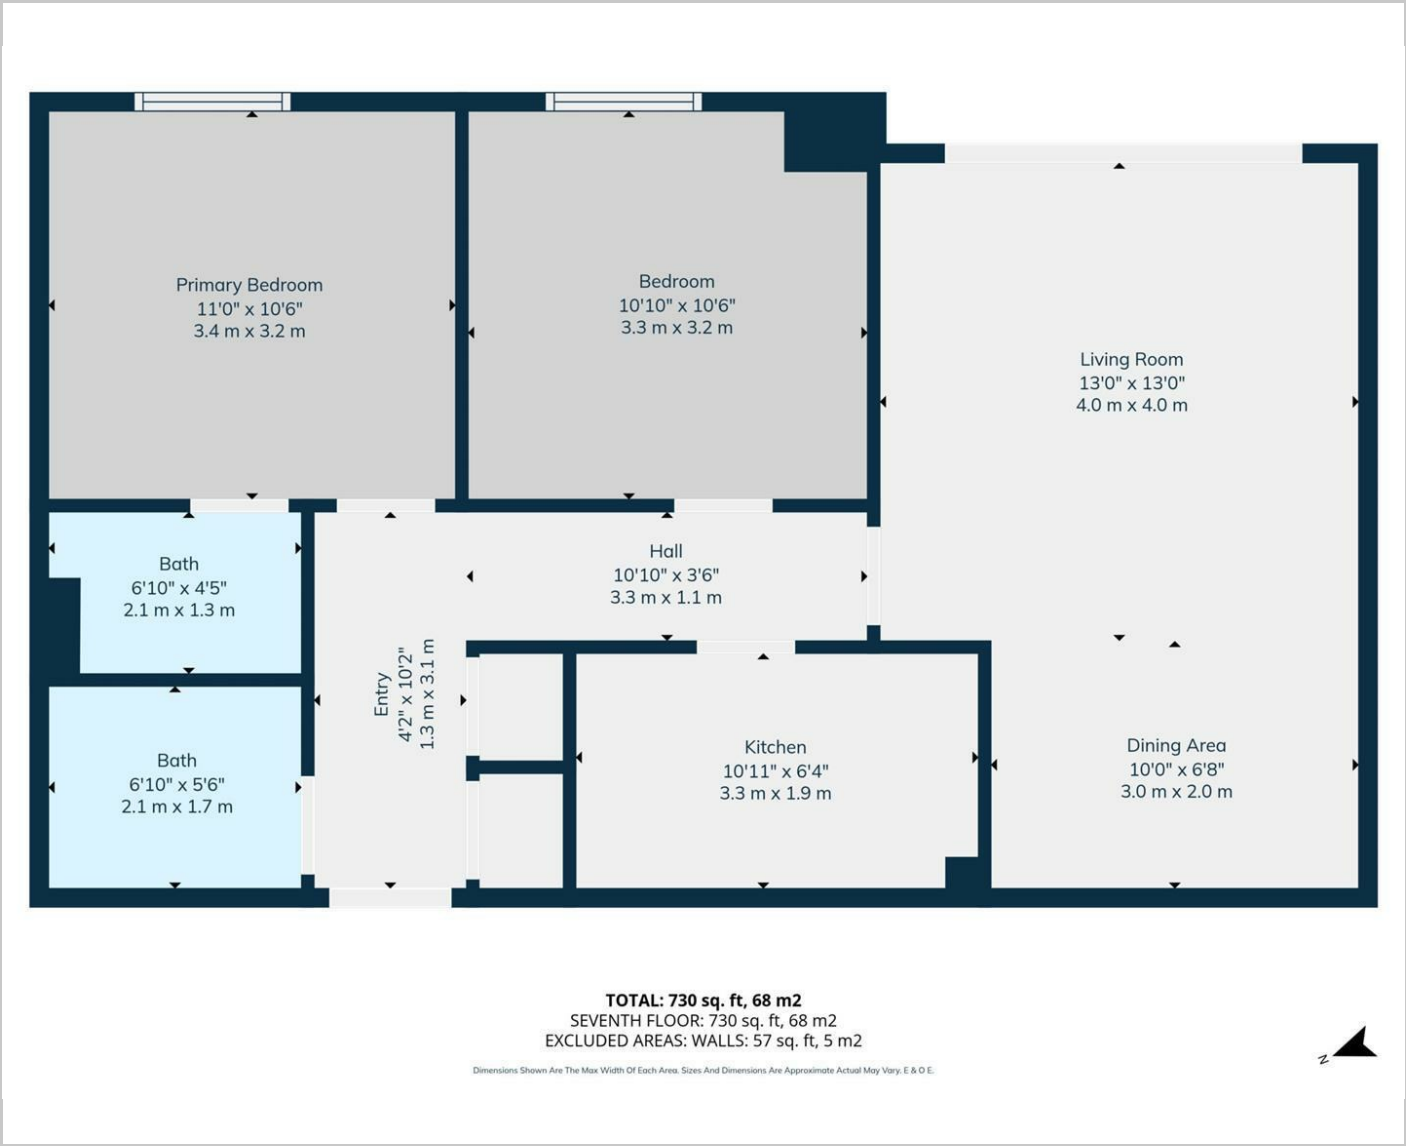 Primary Bedroom
11'0" x 10'6"
3.4 m x 3.2 m
Bedroom
10'10" x 10'6"
3.3 m x 3.2 m
Living Room
13'0" x 13'0"
4.0 m x 4.0 m
Bath
6'10" x 4'5"
2.1 m x 1.3 m
Hall
10'10" x 3'6"
3.3 m x 1.1 m
Entry
4'2" x 10'2"
1.3 m x 3.1 m
Bath
6'10" x 5'6"
2.1 m x 1.7 m
Kitchen
10'11" x 6'4"
3.3 m x 1.9 m
Dining Area
10'0" x 6'8"
3.0 m x 2.0 m
TOTAL: 730 sq. ft, 68 m2
SEVENTH FLOOR: 730 sq. ft, 68 m2
EXCLUDED AREAS: WALLS: 57 sq. ft, 5 m2
Dimensions Shown Are The Max Width Of Each Area. Sizes And Dimensions Are Approximate Actual May Vary. E & O E.
N